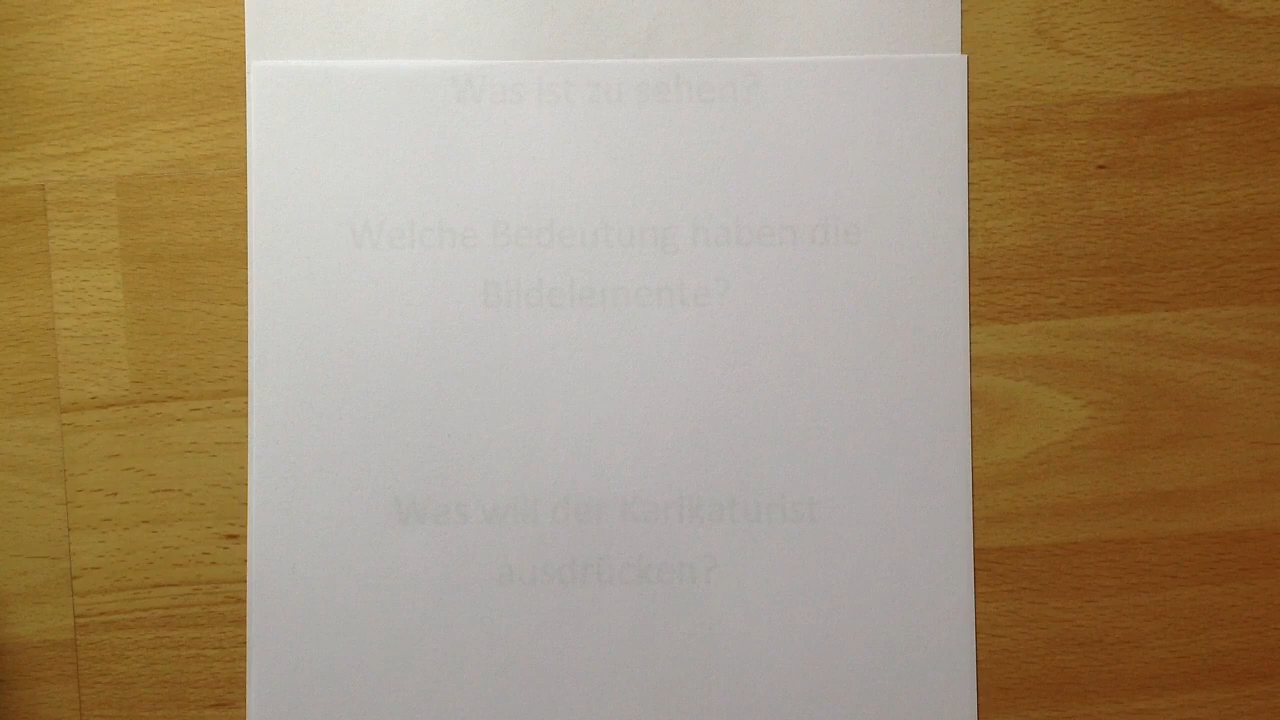 Was ist zu sehen?
Welche Bedeutung haben die
Bildelemente?
Was will der Karikaturist
ausdrücken?